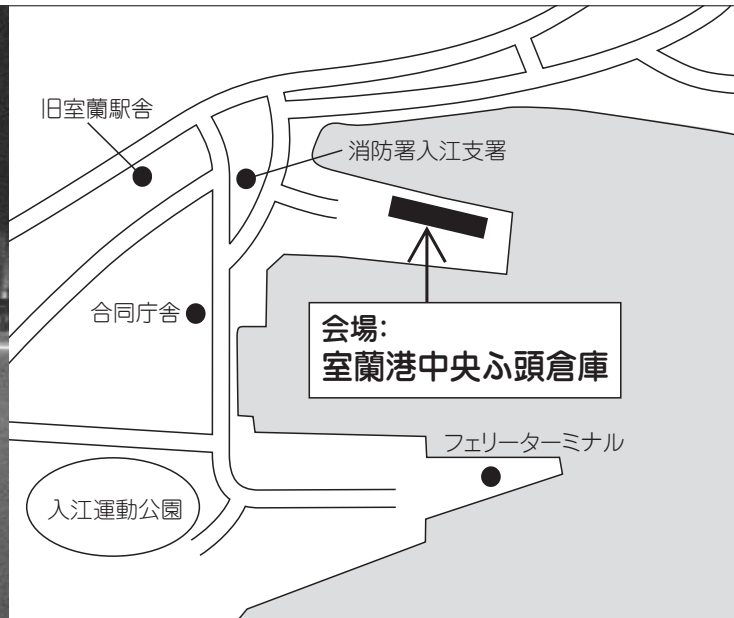 旧室蘭駅舎
消防署入江支署
合同庁舎
会場:
室蘭港中央ふ頭倉庫
フェリーターミナル
入江運動公園